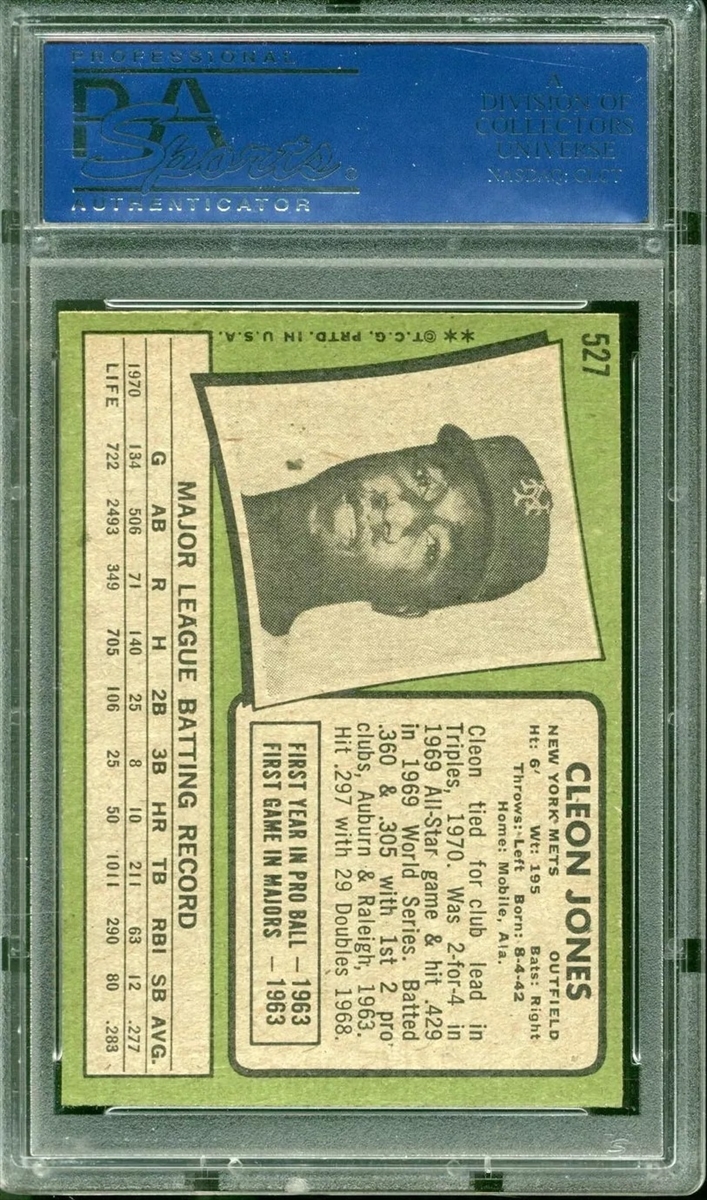 PROFESSIONAL
PSA
Sports®
AUTHENTICATOR
A
DIVISION OF
COLLECTORS
UNIVERSE
NASDAQ: CLCT
527
** ©T.C.G. PRTD. IN U.S.A.
CLEON JONES
NEW YORK METS OUTFIELD
Ht: 6' Wt: 195 Bats: Right
Throws: Left Born: 8-4-42
Home: Mobile, Ala.
Cleon tied for club lead in
Triples, 1970. Was 2-for-4 in
1969 All-Star game & hit .429
in 1969 World Series. Batted
.360 & .305 with 1st 2 pro
clubs, Auburn & Raleigh, 1963.
Hit .297 with 29 Doubles 1968.
FIRST YEAR IN PRO BALL — 1963
FIRST GAME IN MAJORS — 1963
MAJOR LEAGUE BATTING RECORD
G AB R H 2B 3B HR TB RBI SB AVG.
1970 134 506 71 140 25 8 10 211 63 12 .277
LIFE 722 2493 349 705 106 25 50 1011 290 80 .283